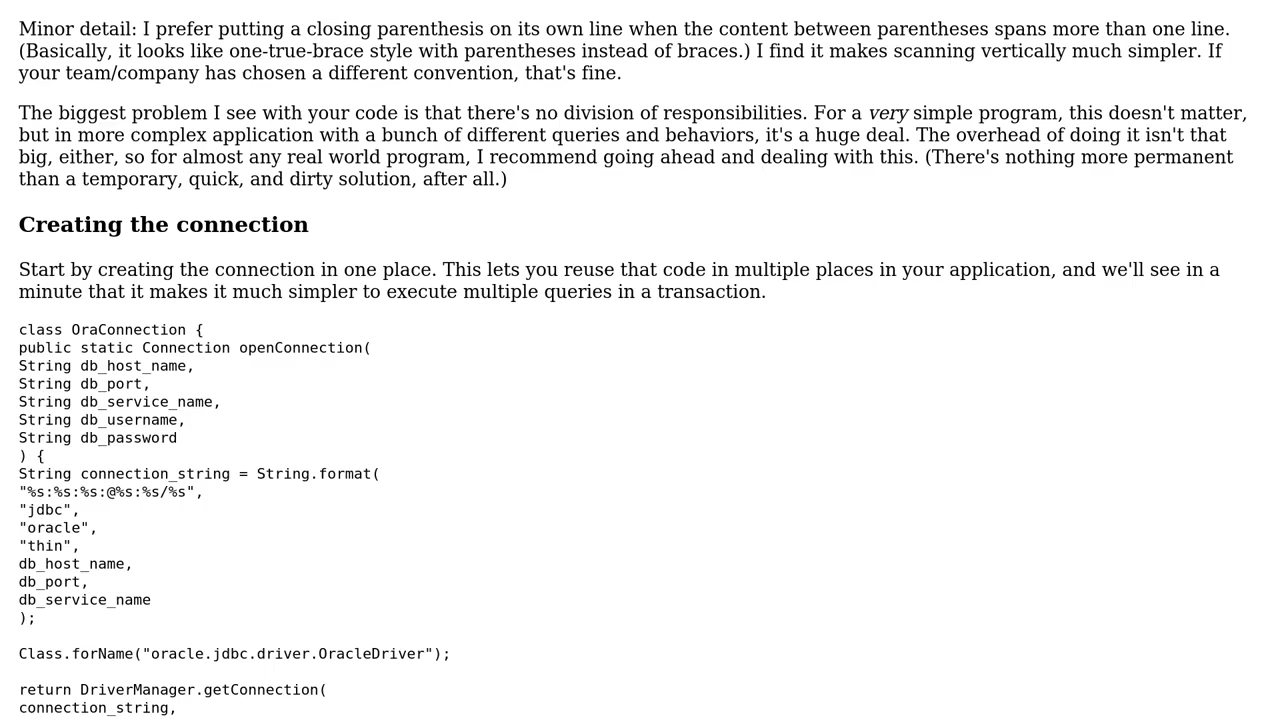 Minor detail: I prefer putting a closing parenthesis on its own line when the content between parentheses spans more than one line.
(Basically, it looks like one-true-brace style with parentheses instead of braces.) I find it makes scanning vertically much simpler. If
your team/company has chosen a different convention, that's fine.
The biggest problem I see with your code is that there's no division of responsibilities. For a very simple program, this doesn't matter,
but in more complex application with a bunch of different queries and behaviors, it's a huge deal. The overhead of doing it isn't that
big, either, so for almost any real world program, I recommend going ahead and dealing with this. (There's nothing more permanent
than a temporary, quick, and dirty solution, after all.)
Creating the connection
Start by creating the connection in one place. This lets you reuse that code in multiple places in your application, and we'll see in a
minute that it makes it much simpler to execute multiple queries in a transaction.
class OraConnection {
public static Connection openConnection(
String db_host_name,
String db_port,
String db_service_name,
String db_username,
String db_password
) {
String connection_string = String.format(
"%s:%s:%s:@%s:%s/%s",
"jdbc",
"oracle",
"thin",
db_host_name,
db_port,
db_service_name
);
Class.forName("oracle.jdbc.driver.OracleDriver");
return DriverManager.getConnection(
connection_string,